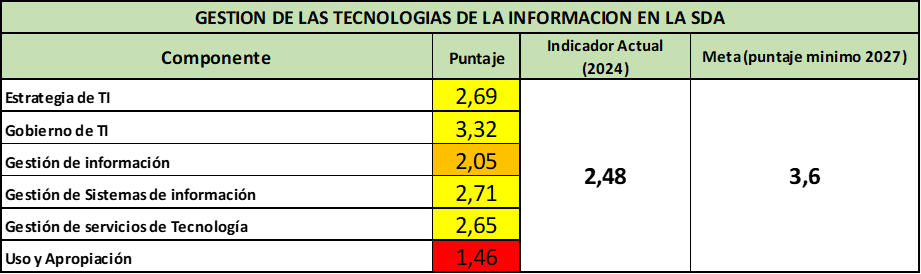 GESTION DE LAS TECNOLOGIAS DE LA INFORMACION EN LA SDA
Componente Puntaje Indicador Actual (2024) Meta (puntaje minimo 2027)
Estrategia de TI 2,69
Gobierno de TI 3,32
Gestión de información 2,05
Gestión de Sistemas de información 2,71
Gestión de servicios de Tecnología 2,65
Uso y Apropiación 1,46
2,48 3,6